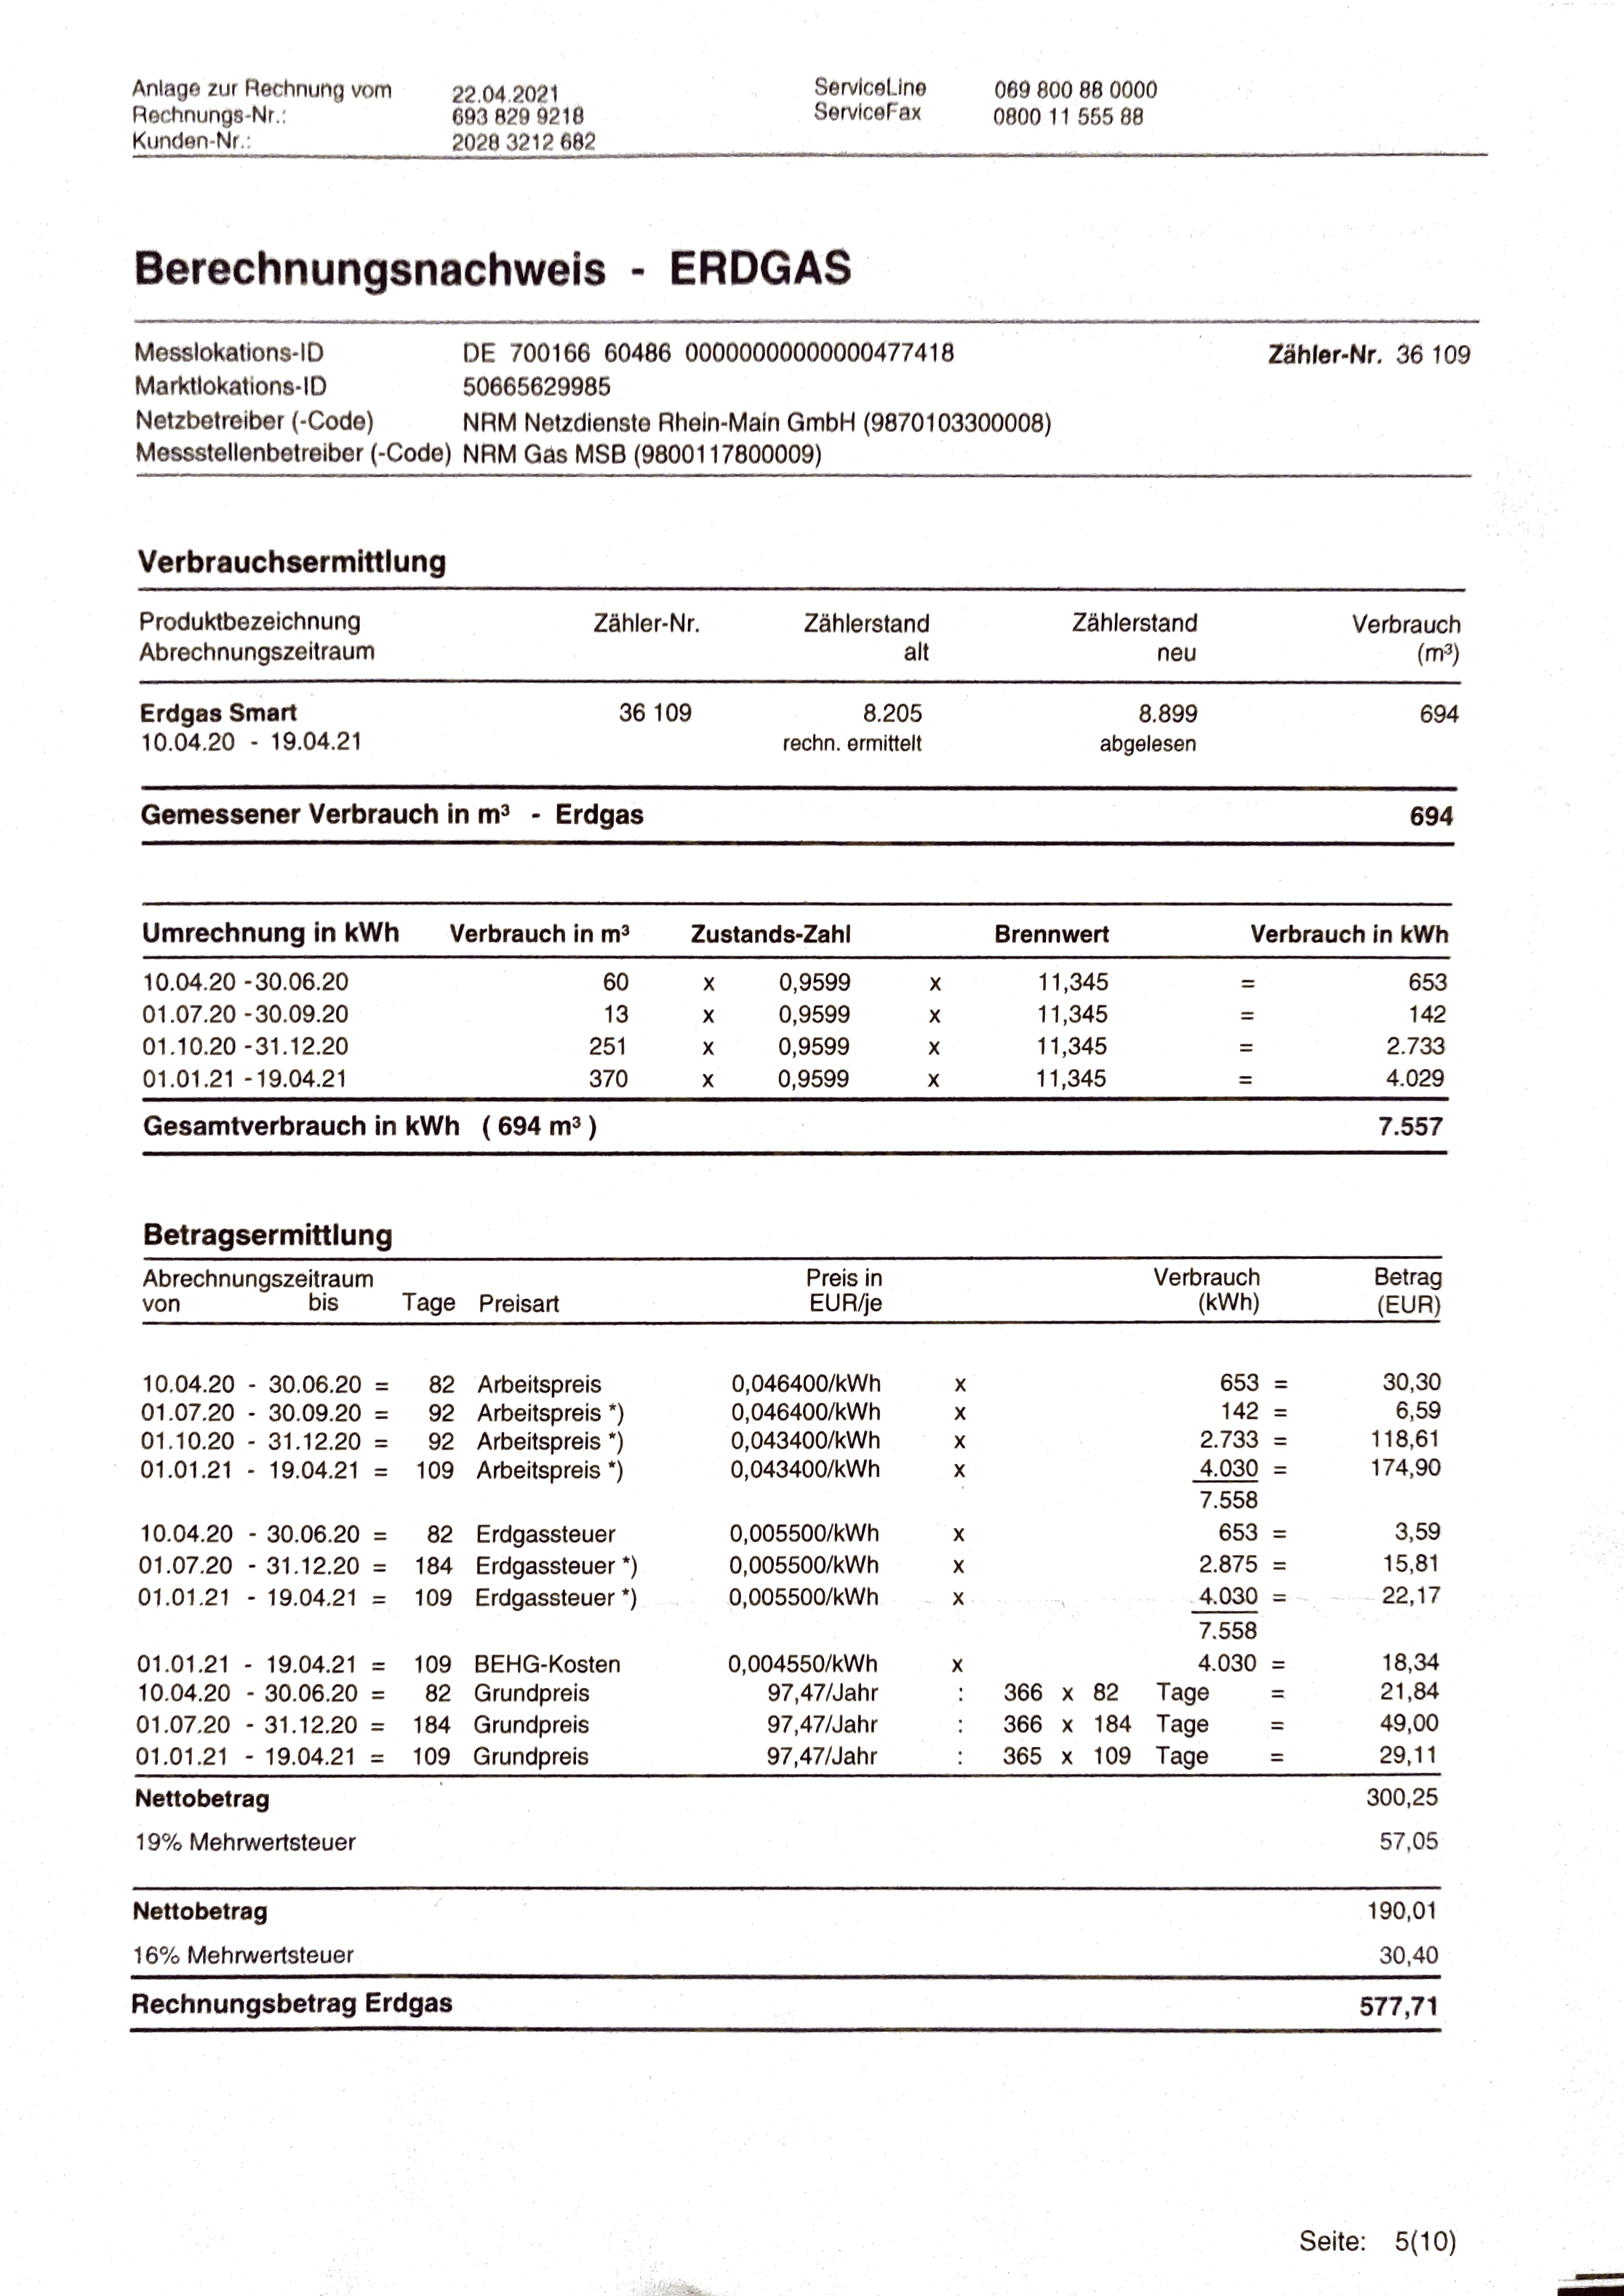 Anlage zur Rechnung vom 22.04.2021 ServiceLine 069 800 88 0000
Rechnungs-Nr.: 693 829 9218 ServiceFax 0800 11 555 88
Kunden-Nr.: 2028 3212 682
Berechnungsnachweis - ERDGAS
Messlokations-ID DE 700166 60486 00000000000000477418 Zähler-Nr. 36 109
Marktlokations-ID 50665629985
Netzbetreiber (-Code) NRM Netzdienste Rhein-Main GmbH (9870103300008)
Messstellenbetreiber (-Code) NRM Gas MSB (9800117800009)
Verbrauchsermittlung
Produktbezeichnung Zähler-Nr. Zählerstand Zählerstand Verbrauch
Abrechnungszeitraum alt neu (m³)
Erdgas Smart 36 109 8.205 8.899 694
10.04.20 - 19.04.21 rechn. ermittelt abgelesen
Gemessener Verbrauch in m³ - Erdgas 694
Umrechnung in kWh Verbrauch in m³ Zustands-Zahl Brennwert Verbrauch in kWh
10.04.20 -30.06.20 60 x 0,9599 x 11,345 = 653
01.07.20 -30.09.20 13 x 0,9599 x 11,345 = 142
01.10.20 -31.12.20 251 x 0,9599 x 11,345 = 2.733
01.01.21 -19.04.21 370 x 0,9599 x 11,345 = 4.029
Gesamtverbrauch in kWh ( 694 m³ ) 7.557
Betragsermittlung
Abrechnungszeitraum Preis in Verbrauch Betrag
von bis Tage Preisart EUR/je (kWh) (EUR)
10.04.20 - 30.06.20 = 82 Arbeitspreis 0,046400/kWh x 653 = 30,30
01.07.20 - 30.09.20 = 92 Arbeitspreis *) 0,046400/kWh x 142 = 6,59
01.10.20 - 31.12.20 = 92 Arbeitspreis *) 0,043400/kWh x 2.733 = 118,61
01.01.21 - 19.04.21 = 109 Arbeitspreis *) 0,043400/kWh x 4.030 = 174,90
7.558
10.04.20 - 30.06.20 = 82 Erdgassteuer 0,005500/kWh x 653 = 3,59
01.07.20 - 31.12.20 = 184 Erdgassteuer *) 0,005500/kWh x 2.875 = 15,81
01.01.21 - 19.04.21 = 109 Erdgassteuer *) 0,005500/kWh x 4.030 = 22,17
7.558
01.01.21 - 19.04.21 = 109 BEHG-Kosten 0,004550/kWh x 4.030 = 18,34
10.04.20 - 30.06.20 = 82 Grundpreis 97,47/Jahr : 366 x 82 Tage = 21,84
01.07.20 - 31.12.20 = 184 Grundpreis 97,47/Jahr : 366 x 184 Tage = 49,00
01.01.21 - 19.04.21 = 109 Grundpreis 97,47/Jahr : 365 x 109 Tage = 29,11
Nettobetrag 300,25
19% Mehrwertsteuer 57,05
Nettobetrag 190,01
16% Mehrwertsteuer 30,40
Rechnungsbetrag Erdgas 577,71
Seite: 5(10)